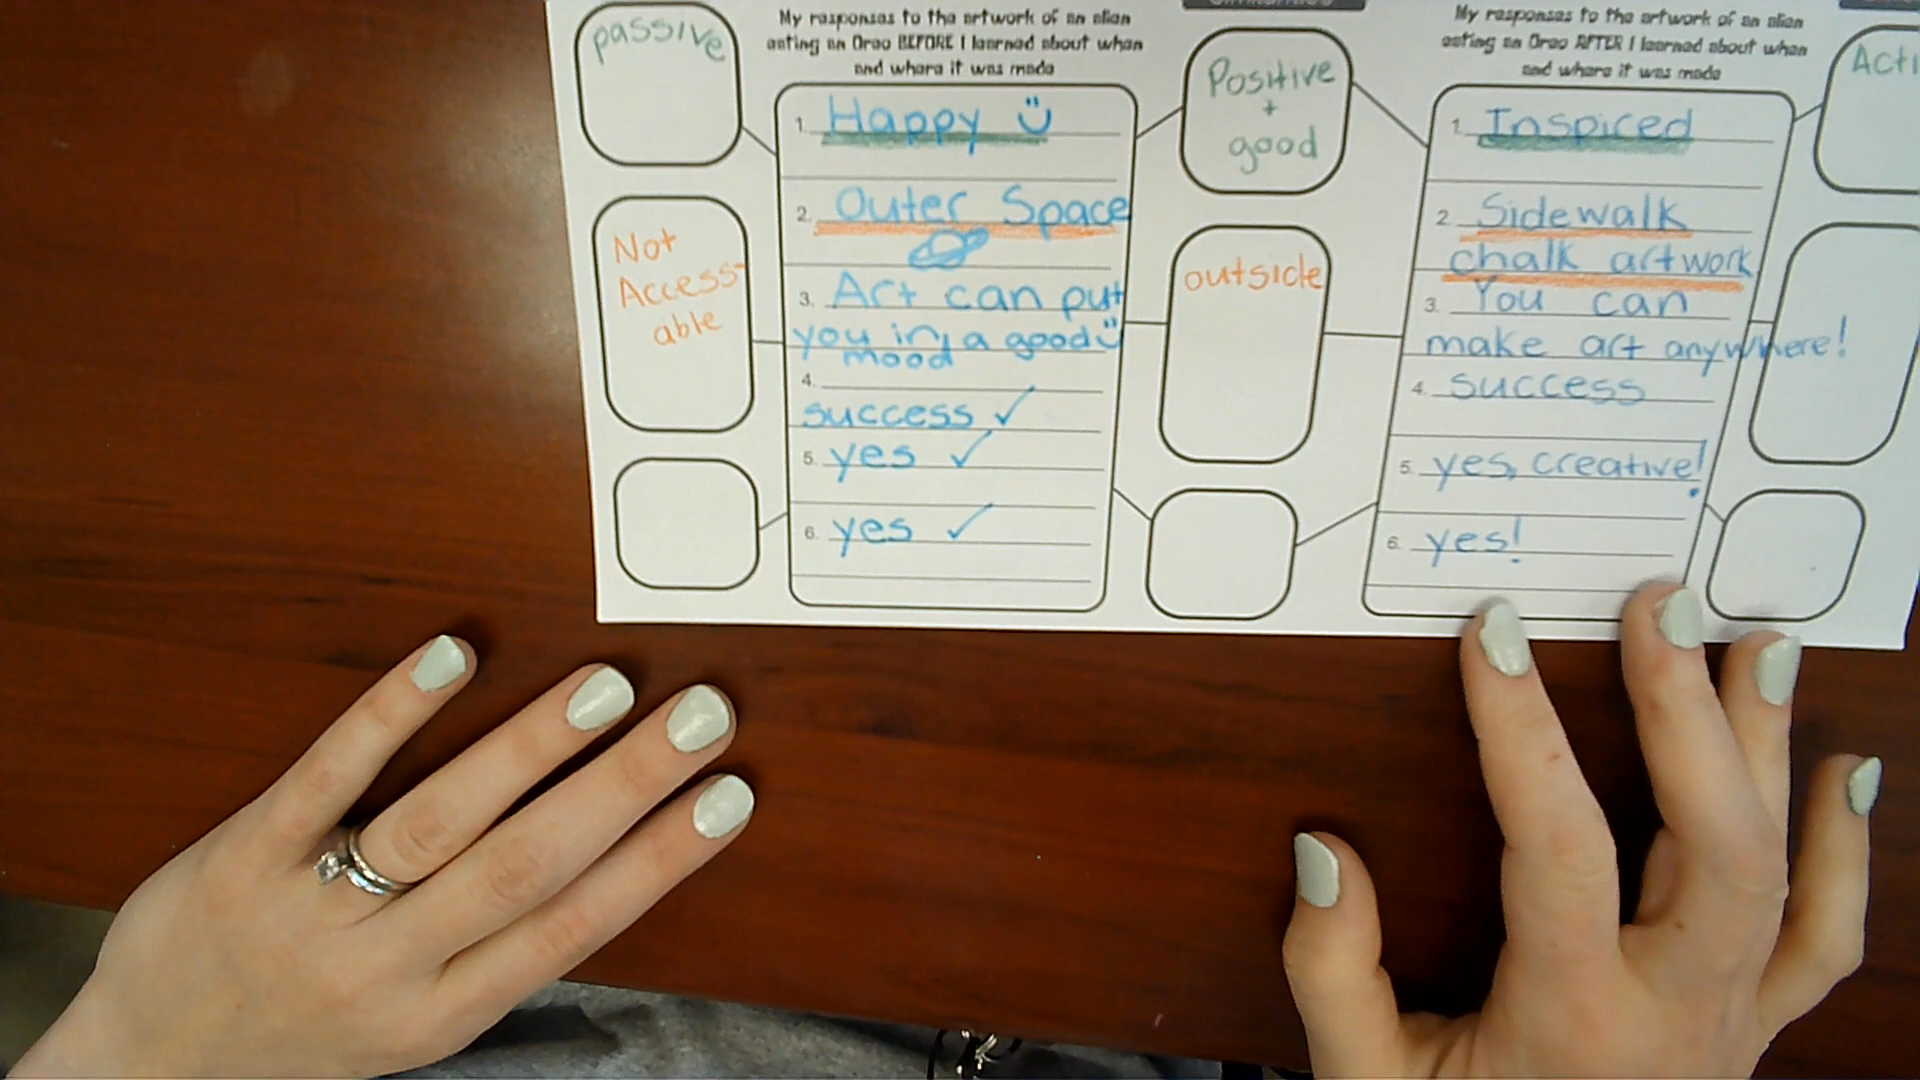 passive
Not
Access-
able
My responses to the artwork of an alien
eating an Oreo BEFORE I learned about when
and where it was made
1. Happy
2. Outer Space
3. Art can put
you in a good
mood
4.
success ✓
5. yes ✓
6. yes ✓
Positive
+
good
outside
My responses to the artwork of an alien
eating an Oreo AFTER I learned about when
and where it was made
1. Inspired
2. Sidewalk
chalk artwork
3. You can
make art anywhere!
4. success
5. yes, creative!
6. yes!
Acti